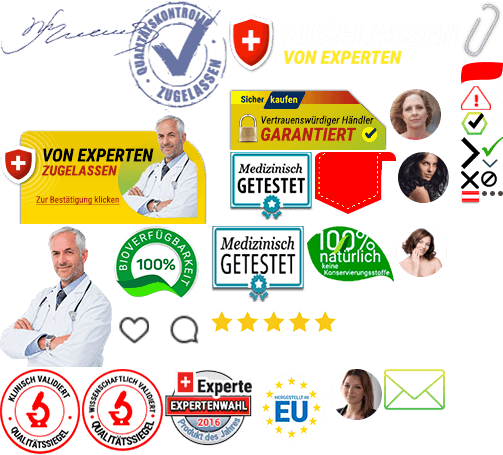 QUALITÄTSKONTROLLE
ZUGELASSEN
ZUGELASSEN
VON EXPERTEN
Sicher kaufen
Vertrauenswürdiger Händler
GARANTIERT
VON EXPERTEN
ZUGELASSEN
Zur Bestätigung klicken
Medizinisch
GETESTET
BIOVERFÜGBARKEIT
100%
Medizinisch
GETESTET
100%
natürlich
keine
Konservierungsstoffe
KLINISCH VALIDIERT
QUALITÄTSSIEGEL
WISSENSCHAFTLICH VALIDIERT
QUALITÄTSSIEGEL
Experte
EXPERTENWAHL
2016
Produkt des Jahres
HERGESTELLT IN
EU